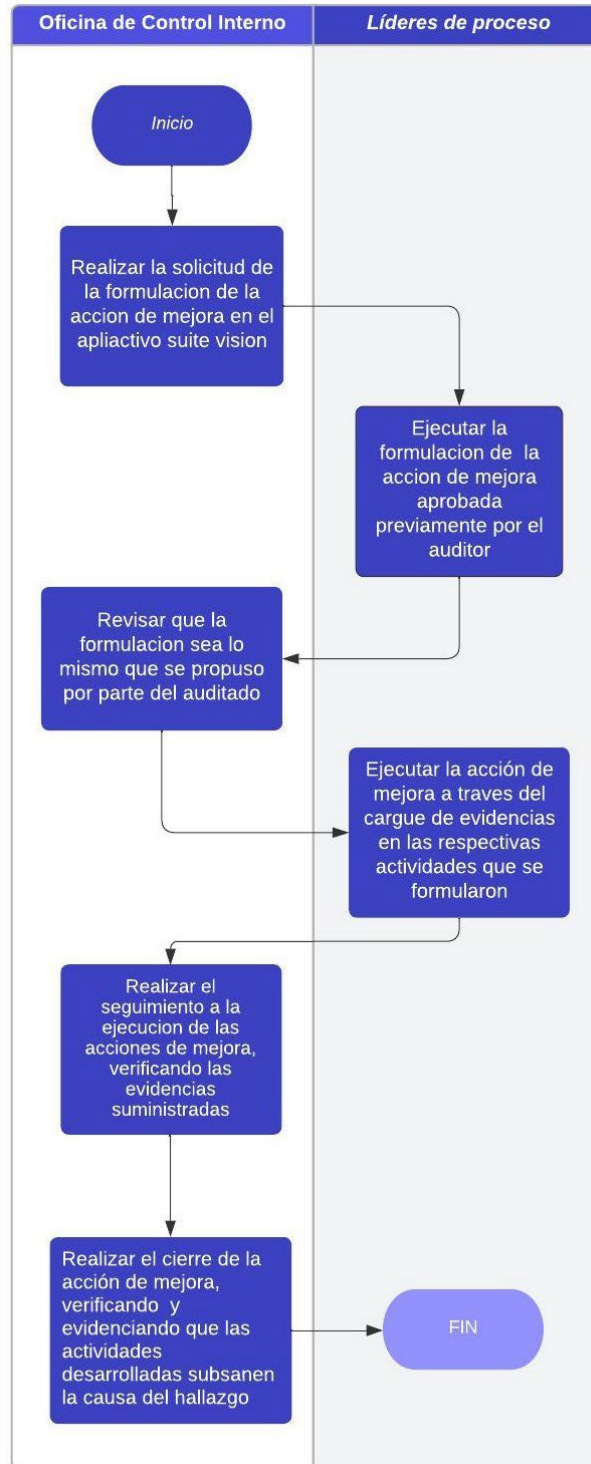 Oficina de Control Interno
Líderes de proceso
Inicio
Realizar la solicitud de
la formulacion de la
accion de mejora en el
apliactivo suite vision
Ejecutar la
formulacion de la
accion de mejora
aprobada
previamente por el
auditor
Revisar que la
formulacion sea lo
mismo que se propuso
por parte del auditado
Ejecutar la acción de
mejora a traves del
cargue de evidencias
en las respectivas
actividades que se
formularon
Realizar el
seguimiento a la
ejecucion de las
acciones de mejora,
verificando las
evidencias
suministradas
Realizar el cierre de la
acción de mejora,
verificando y
evidenciando que las
actividades
desarrolladas subsanen
la causa del hallazgo
FIN